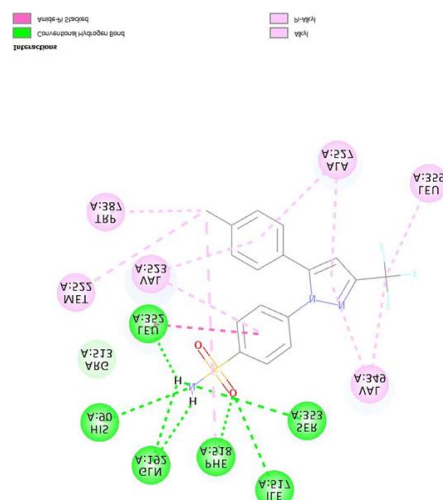 ILE
A:517
GLN
A:192
PHE
A:518
HIS
A:90
SER
A:353
H
N
O
H
VAL
A:349
ARG
A:513
O
LEU
A:352
N
N
MET
A:522
VAL
A:523
TRP
A:387
LEU
A:359
ALA
A:527
Interactions
Conventional Hydrogen Bond
Alkyl
Amide-Pi Stacked
Pi-Alkyl